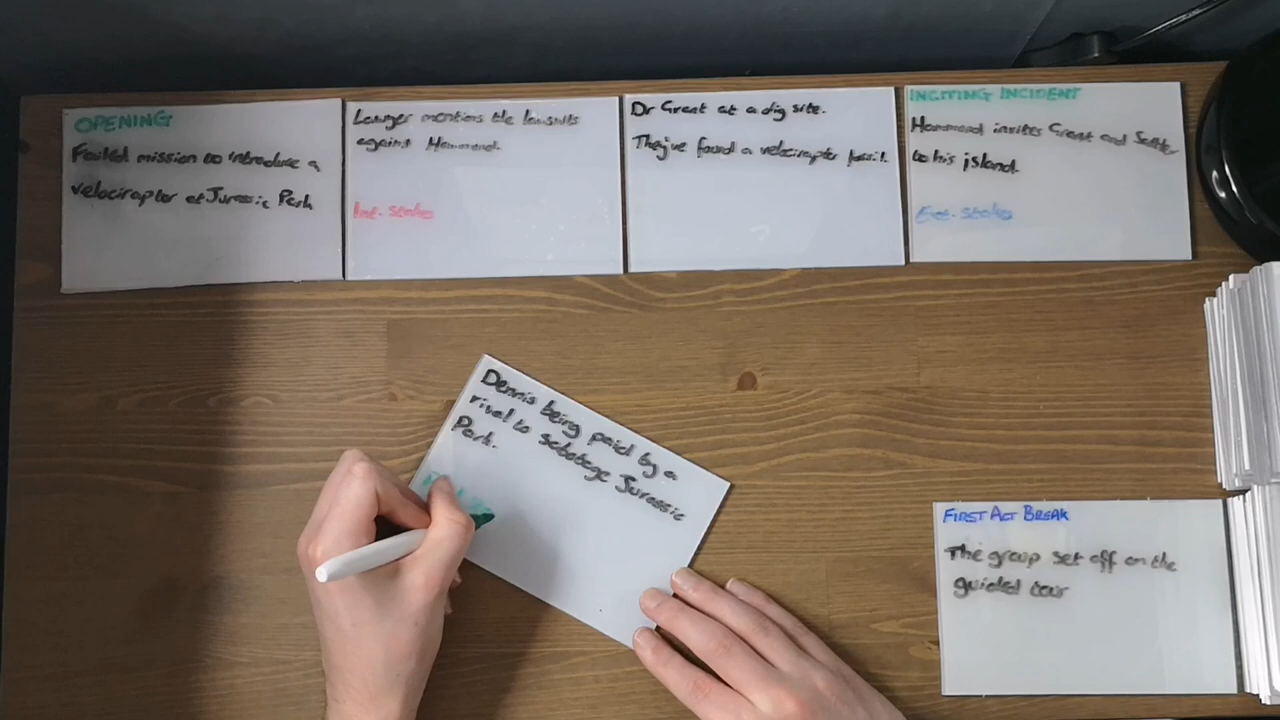 OPENING
Failed mission to introduce a
velociraptor at Jurassic Park
Lawyer mentions the lawsuits
against Hammond.
Int. Stakes
Dr Grant at a dig site.
They've found a velociraptor fossil.
INCITING INCIDENT
Hammond invites Grant and Sattler
to his island.
Ext. Stakes
Dennis being paid by a
rival to sabotage Jurassic
Park.
FIRST ACT BREAK
The group set off on the
guided tour